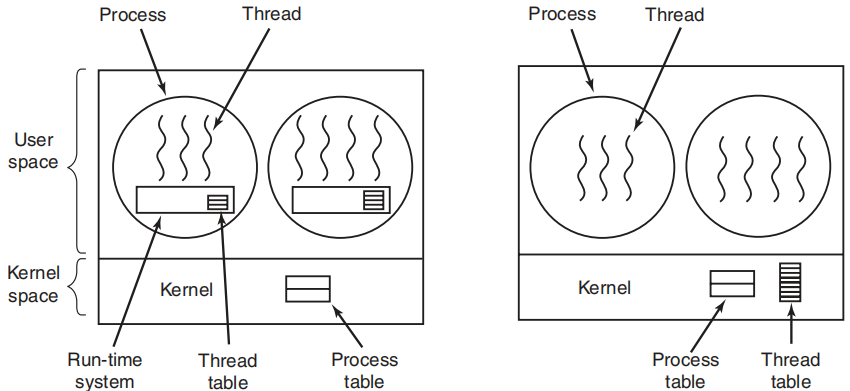 Process
Thread
User
space
Kernel
space
Kernel
Run-time
system
Thread
table
Process
table
Process
Thread
Kernel
Process
table
Thread
table